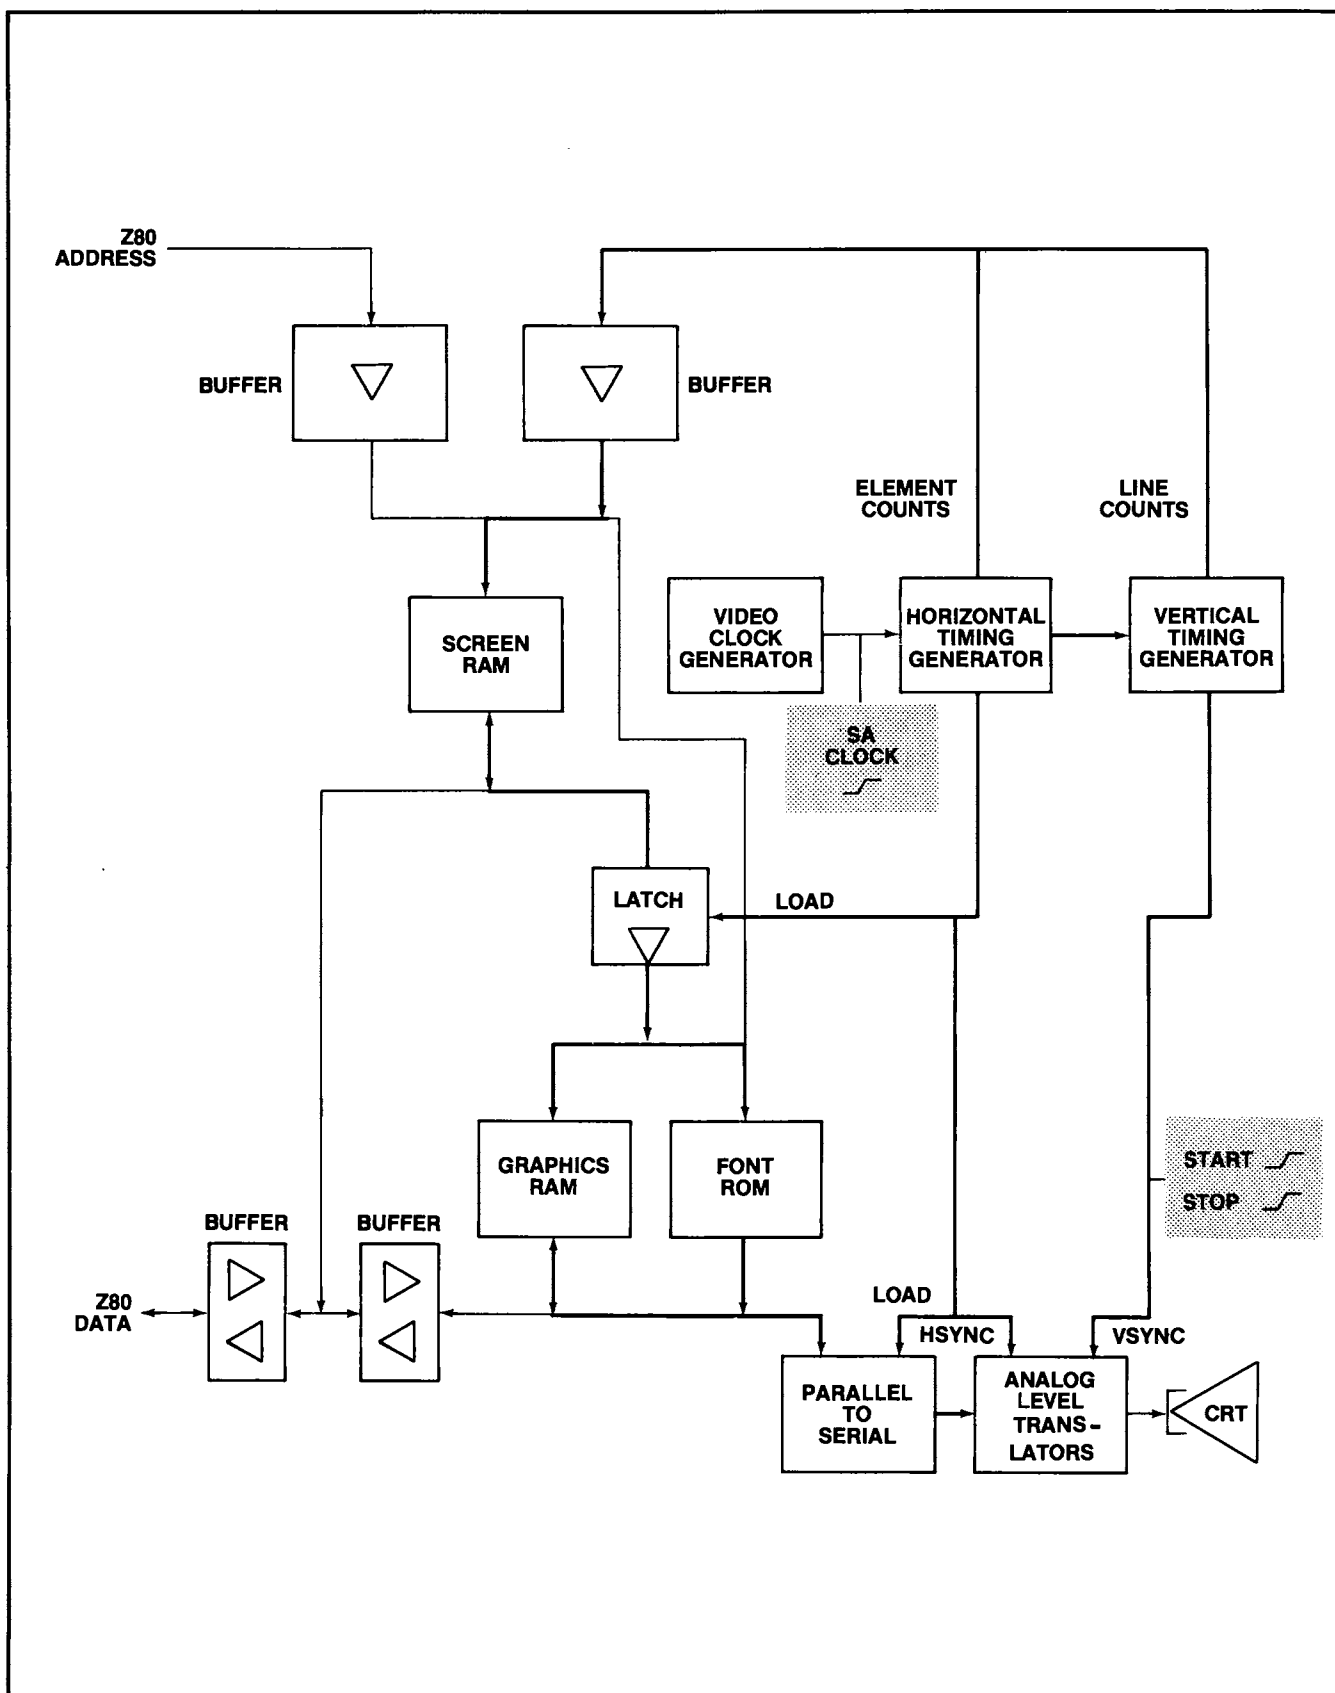 Z80
ADDRESS
BUFFER
BUFFER
ELEMENT
COUNTS
LINE
COUNTS
SCREEN
RAM
VIDEO
CLOCK
GENERATOR
HORIZONTAL
TIMING
GENERATOR
VERTICAL
TIMING
GENERATOR
SA
CLOCK
LATCH
LOAD
GRAPHICS
RAM
FONT
ROM
START
STOP
BUFFER
BUFFER
Z80
DATA
LOAD
HSYNC
VSYNC
PARALLEL
TO
SERIAL
ANALOG
LEVEL
TRANS-
LATORS
CRT